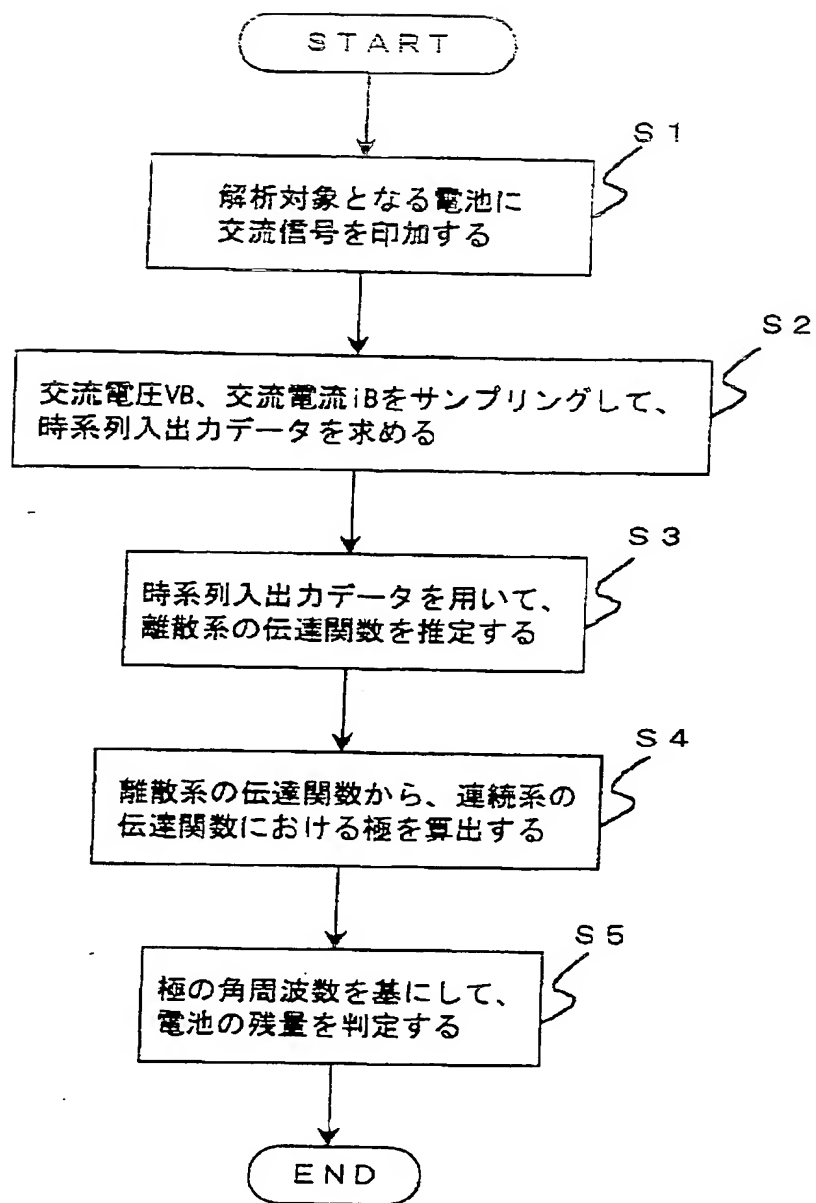 START
S1
解析対象となる電池に
交流信号を印加する
S2
交流電圧VB、交流電流iBをサンプリングして、
時系列入出力データを求める
S3
時系列入出力データを用いて、
離散系の伝達関数を推定する
S4
離散系の伝達関数から、連続系の
伝達関数における極を算出する
S5
極の角周波数を基にして、
電池の残量を判定する
END